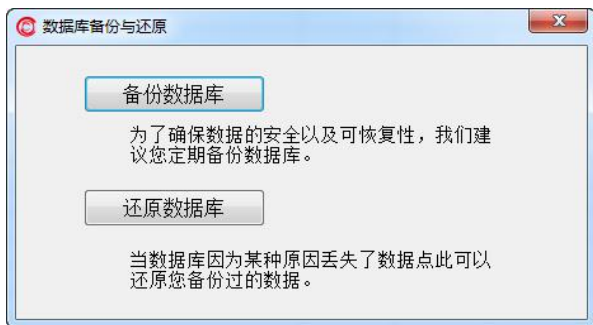 数据库备份与还原
备份数据库
为了确保数据的安全以及可恢复性，我们建
议您定期备份数据库。
还原数据库
当数据库因为某种原因丢失了数据点此可以
还原您备份过的数据。